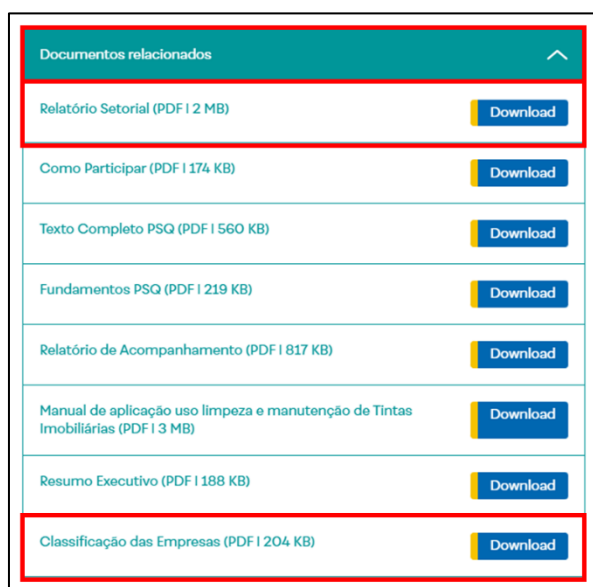 Documentos relacionados
Relatório Setorial (PDF | 2 MB)
Download
Como Participar (PDF | 174 KB)
Download
Texto Completo PSQ (PDF | 560 KB)
Download
Fundamentos PSQ (PDF | 219 KB)
Download
Relatório de Acompanhamento (PDF | 817 KB)
Download
Manual de aplicação uso limpeza e manutenção de Tintas
Imobiliárias (PDF | 3 MB)
Download
Resumo Executivo (PDF | 188 KB)
Download
Classificação das Empresas (PDF | 204 KB)
Download